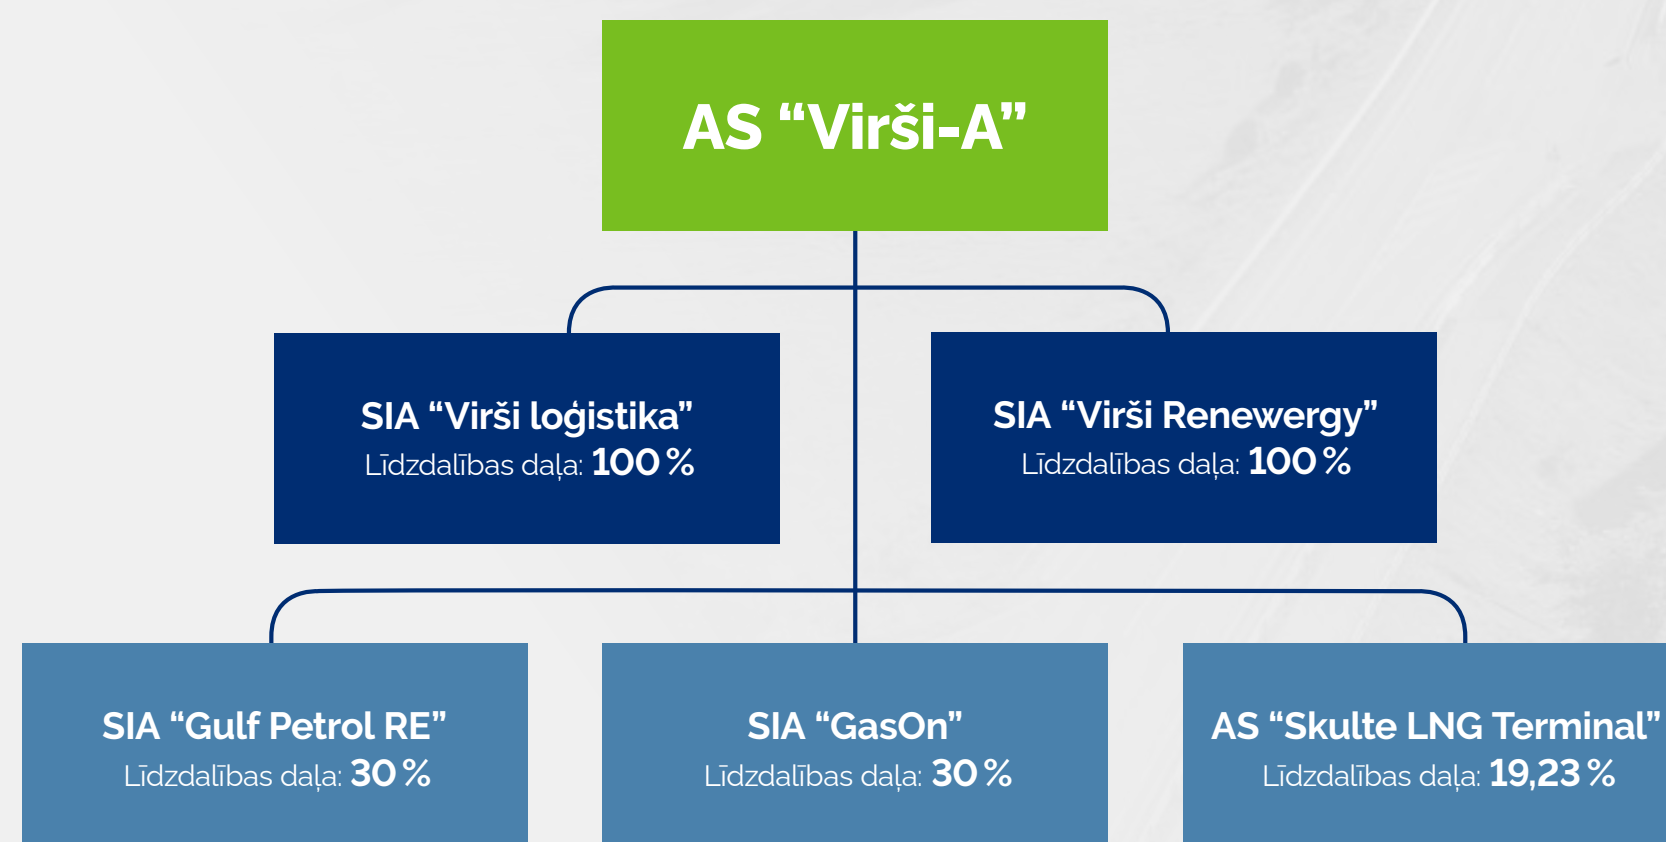 AS “Virši-A”
SIA “Virši loģistika”
Līdzdalības daļa: 100 %
SIA “Virši Renewergy”
Līdzdalības daļa: 100 %
SIA “Gulf Petrol RE”
Līdzdalības daļa: 30 %
SIA “GasOn”
Līdzdalības daļa: 30 %
AS “Skulte LNG Terminal”
Līdzdalības daļa: 19,23 %